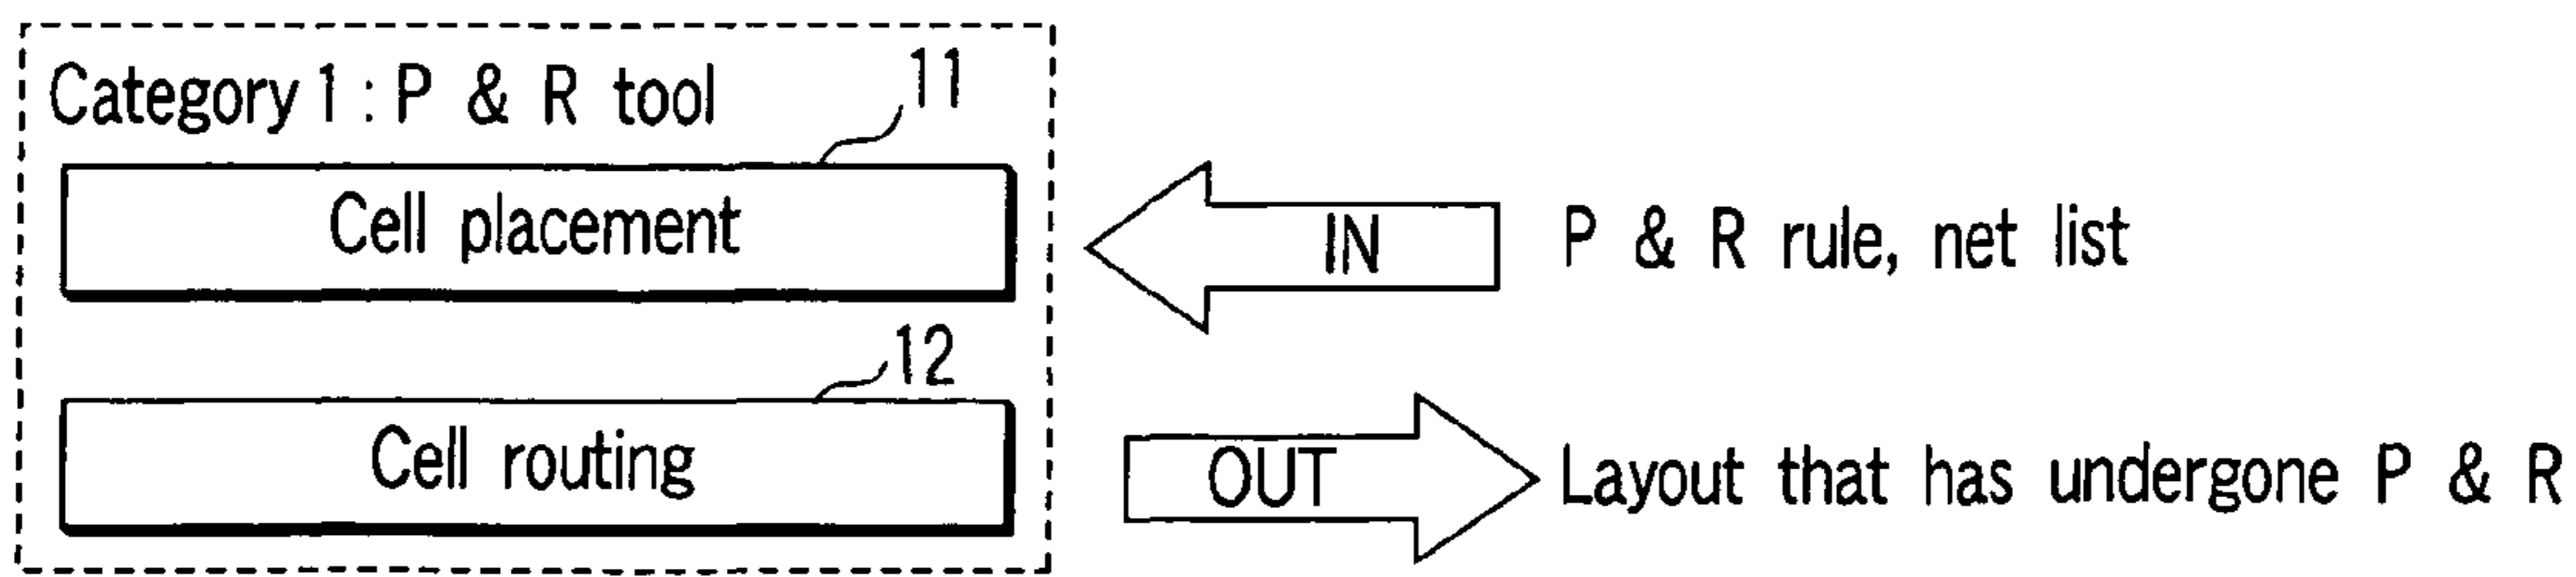 Category 1 : P & R tool
11
Cell placement
IN
P & R rule, net list
12
Cell routing
OUT
Layout that has undergone P & R